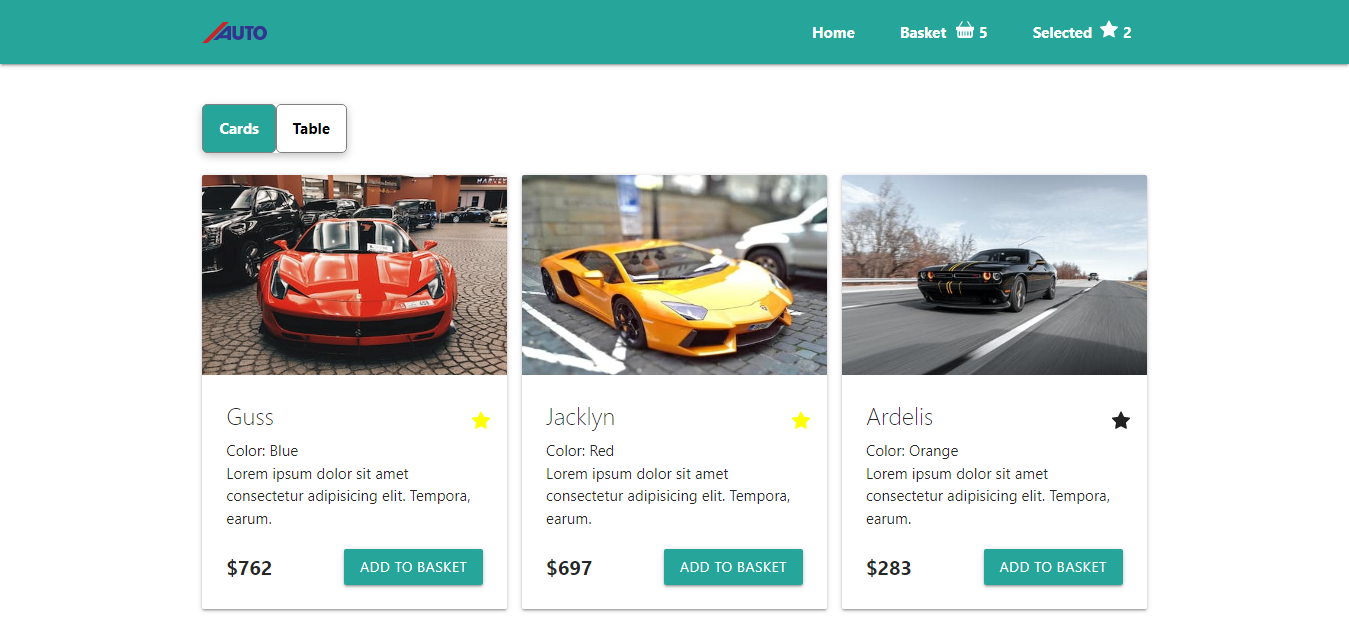 AUTO
Home
Basket 5
Selected 2
Cards
Table
Guss
Color: Blue
Lorem ipsum dolor sit amet
consectetur adipisicing elit. Tempora,
earum.
$762
ADD TO BASKET
Jacklyn
Color: Red
Lorem ipsum dolor sit amet
consectetur adipisicing elit. Tempora,
earum.
$697
ADD TO BASKET
Ardelis
Color: Orange
Lorem ipsum dolor sit amet
consectetur adipisicing elit. Tempora,
earum.
$283
ADD TO BASKET